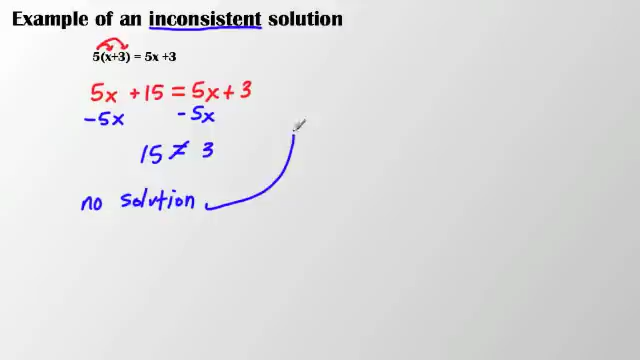 Example of an inconsistent solution
5(x+3) = 5x +3
5x +15 = 5x + 3
-5x -5x
15 ≠ 3
no solution